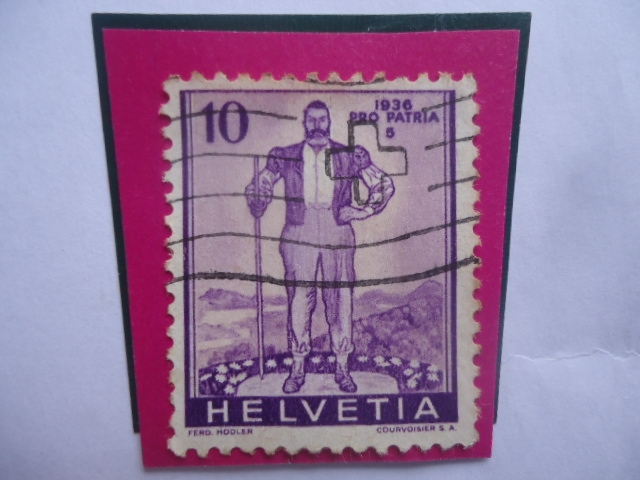 10
1936
PRO PATRIA
5
HELVETIA
FERD. HODLER
COURVOISIER S. A.